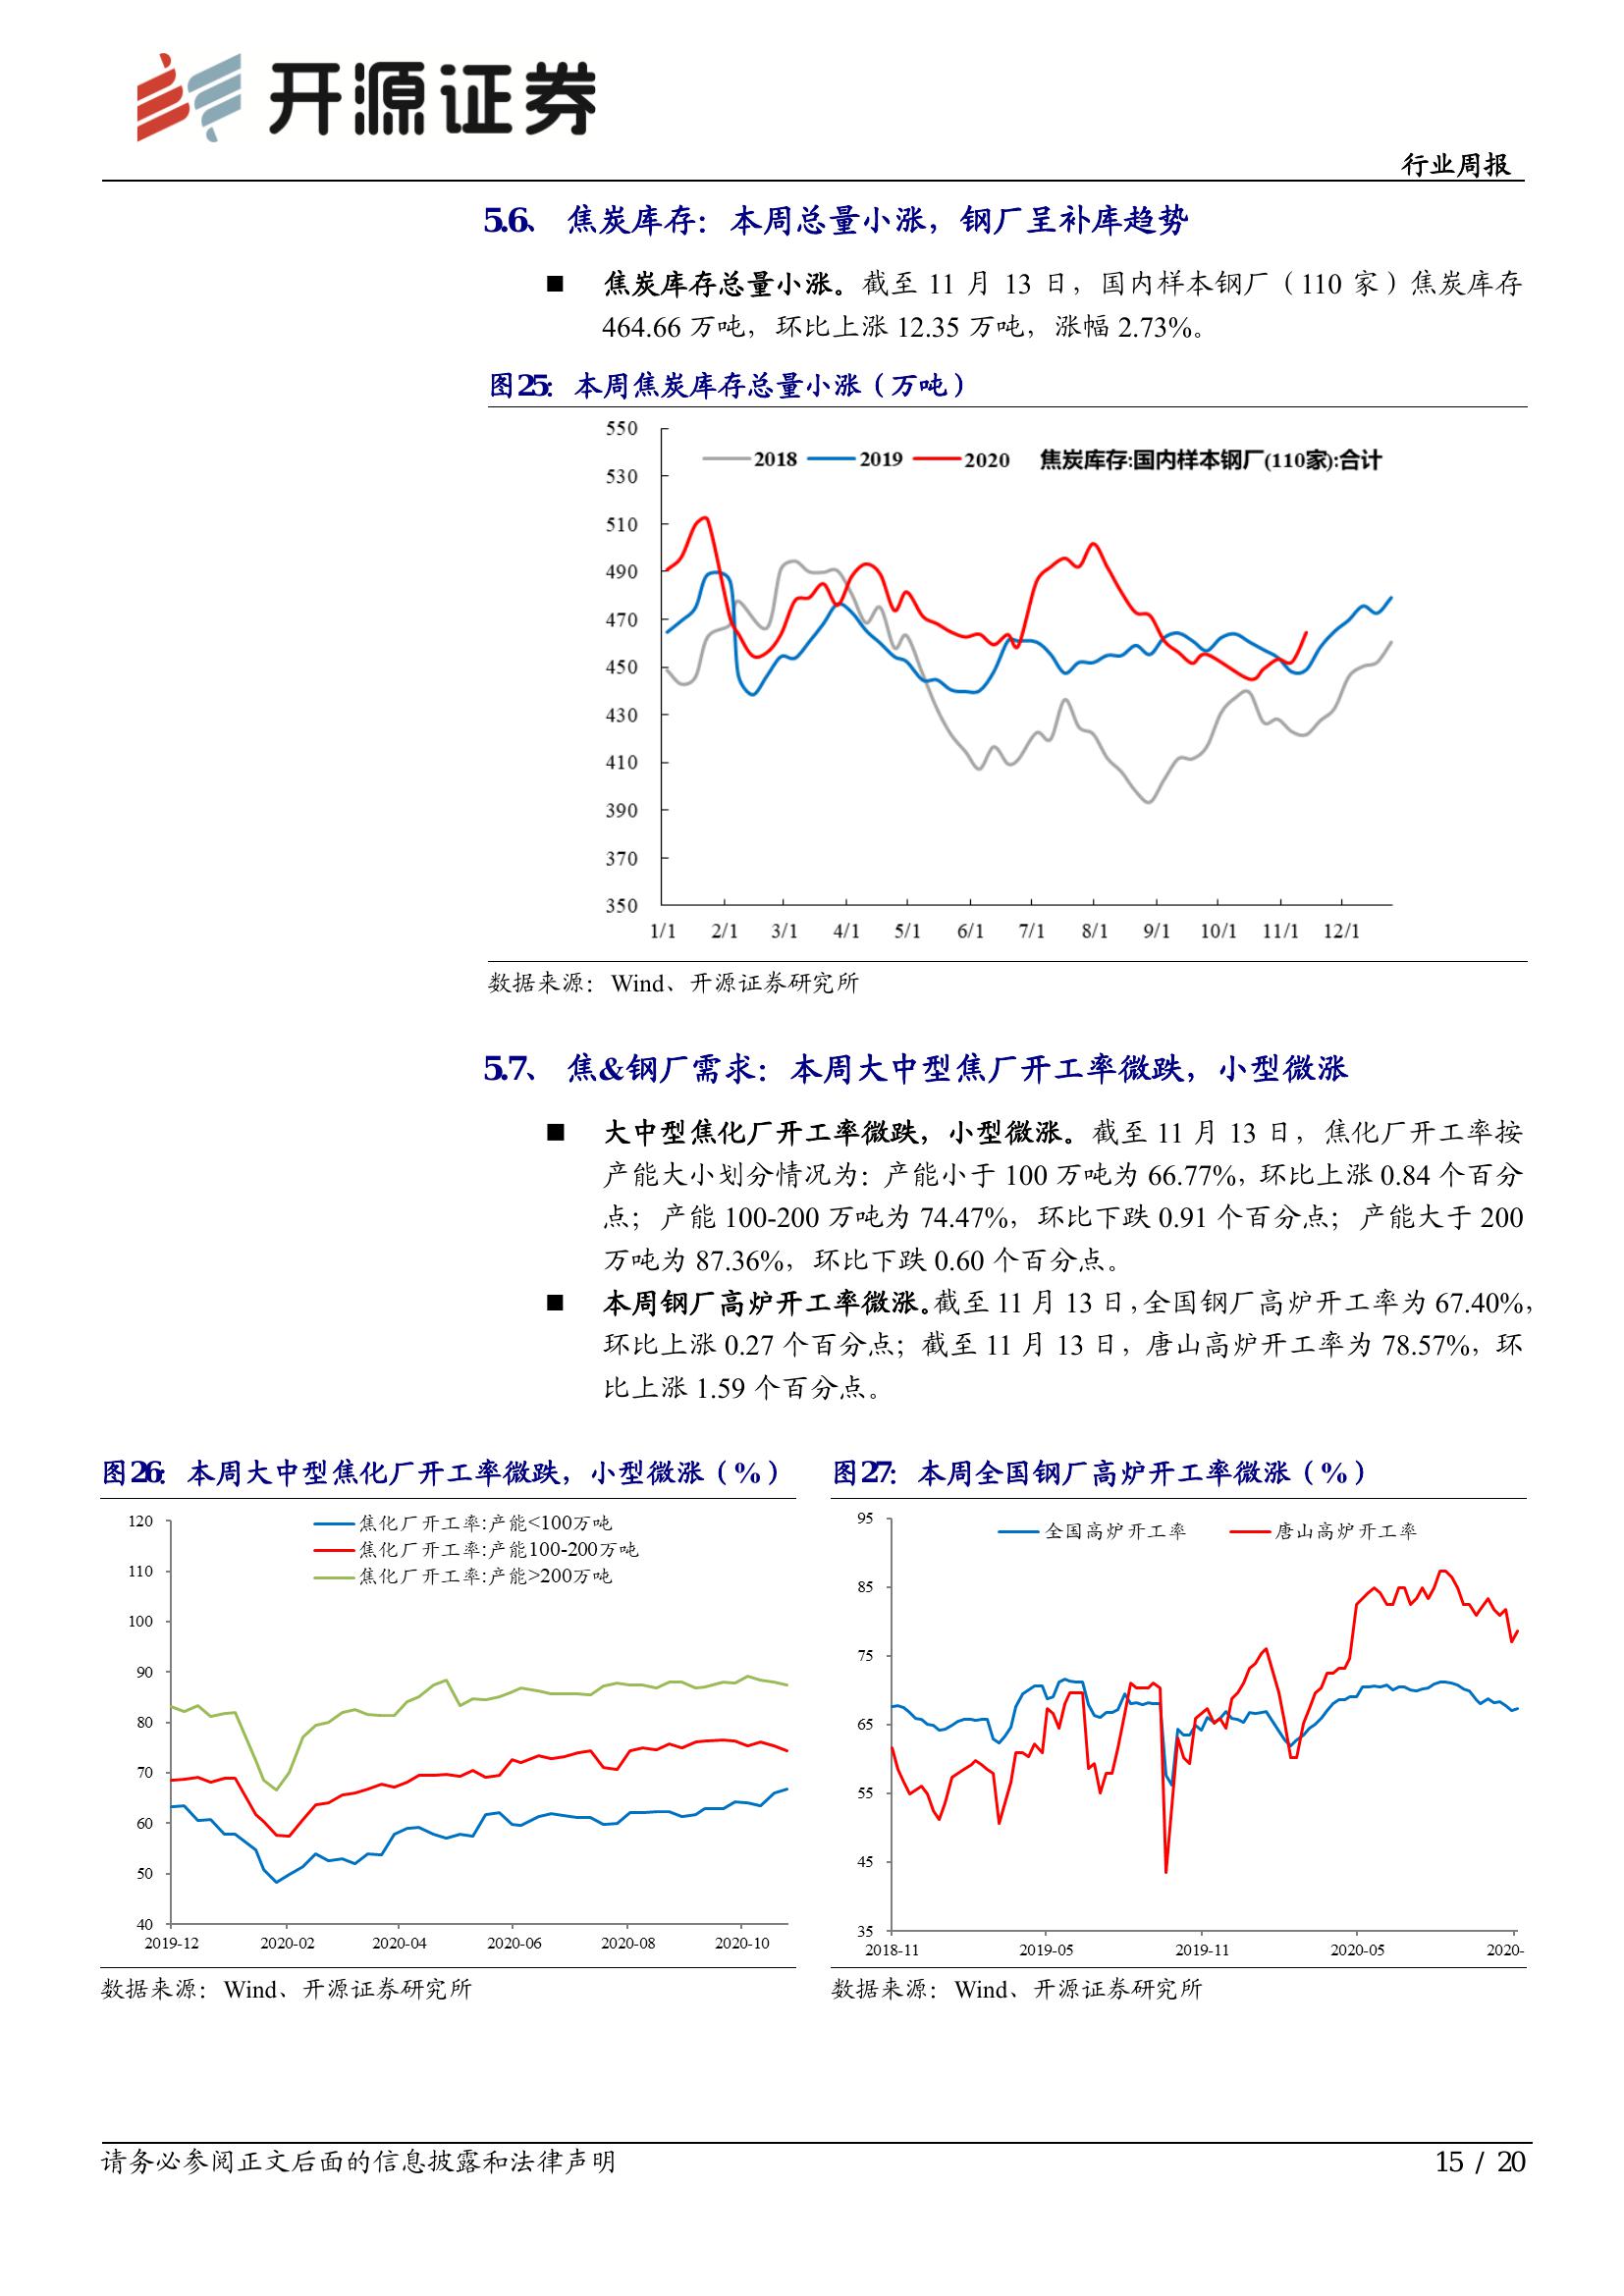 开源证券
行业周报
5.6、 焦炭库存：本周总量小涨，钢厂呈补库趋势
■ 焦炭库存总量小涨。截至 11 月 13 日，国内样本钢厂（110 家）焦炭库存
464.66 万吨，环比上涨 12.35 万吨，涨幅 2.73%。
图25：本周焦炭库存总量小涨（万吨）
2018 2019 2020 焦炭库存:国内样本钢厂(110家):合计
550
530
510
490
470
450
430
410
390
370
350
1/1 2/1 3/1 4/1 5/1 6/1 7/1 8/1 9/1 10/1 11/1 12/1
数据来源：Wind、开源证券研究所
5.7、 焦&钢厂需求：本周大中型焦厂开工率微跌，小型微涨
■ 大中型焦化厂开工率微跌，小型微涨。截至 11 月 13 日，焦化厂开工率按
产能大小划分情况为：产能小于 100 万吨为 66.77%，环比上涨 0.84 个百分
点；产能 100-200 万吨为 74.47%，环比下跌 0.91 个百分点；产能大于 200
万吨为 87.36%，环比下跌 0.60 个百分点。
■ 本周钢厂高炉开工率微涨。截至 11 月 13 日，全国钢厂高炉开工率为 67.40%，
环比上涨 0.27 个百分点；截至 11 月 13 日，唐山高炉开工率为 78.57%，环
比上涨 1.59 个百分点。
图26：本周大中型焦化厂开工率微跌，小型微涨（%）
焦化厂开工率:产能<100万吨
焦化厂开工率:产能100-200万吨
焦化厂开工率:产能>200万吨
120
110
100
90
80
70
60
50
40
2019-12 2020-02 2020-04 2020-06 2020-08 2020-10
数据来源：Wind、开源证券研究所
图27：本周全国钢厂高炉开工率微涨（%）
全国高炉开工率 唐山高炉开工率
95
85
75
65
55
45
35
2018-11 2019-05 2019-11 2020-05 2020-
数据来源：Wind、开源证券研究所
请务必参阅正文后面的信息披露和法律声明
15 / 20